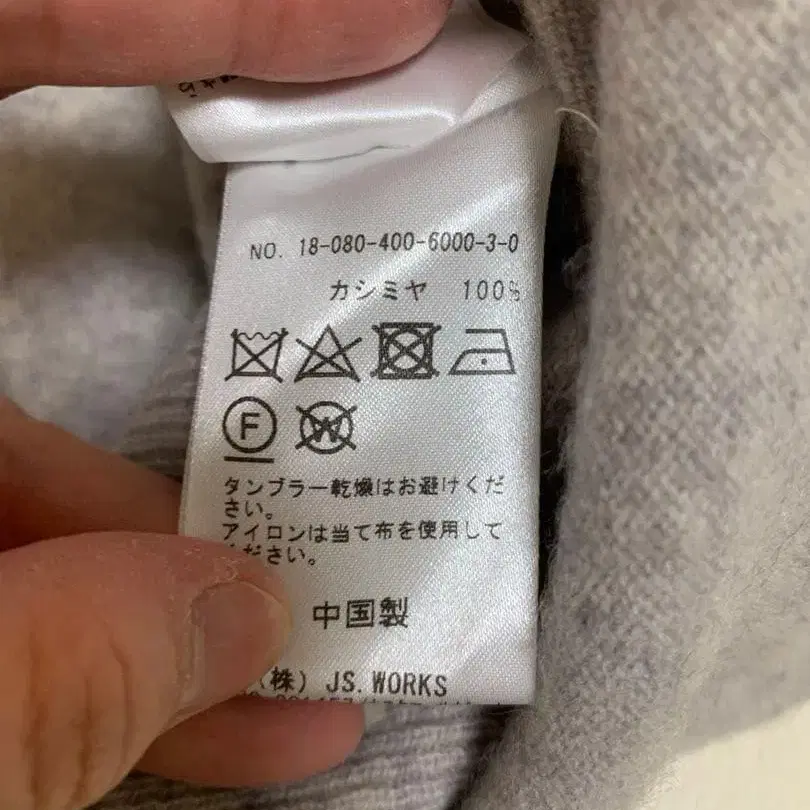 NO. 18-080-400-6000-3-0
カシミヤ 100%
F
W
タンブラー乾燥はお避けくだ
さい。
アイロンは当て布を使用して
ください。
中国製
(株) JS.WORKS